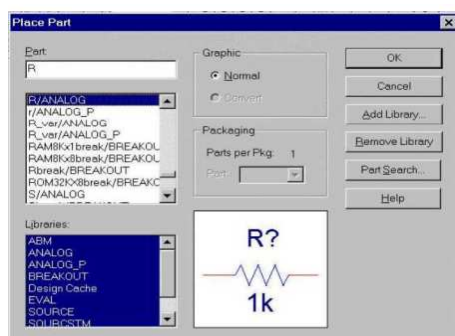 Place Part
Part:
R
R/ANALOG
r/ANALOG_P
R_var/ANALOG
R_var/ANALOG_P
RAM8Kx1break/BREAKOU
RAM8Kx8break/BREAKOU
Rbreak/BREAKOUT
ROM32KX8break/BREAKC
S/ANALOG
Libraries:
ABM
ANALOG
ANALOG_P
BREAKOUT
Design Cache
EVAL
SOURCE
SOURCSTM
Graphic
Normal
Convert
Packaging
Parts per Pkg: 1
Part:
R?
1k
OK
Cancel
Add Library...
Remove Library
Part Search...
Help